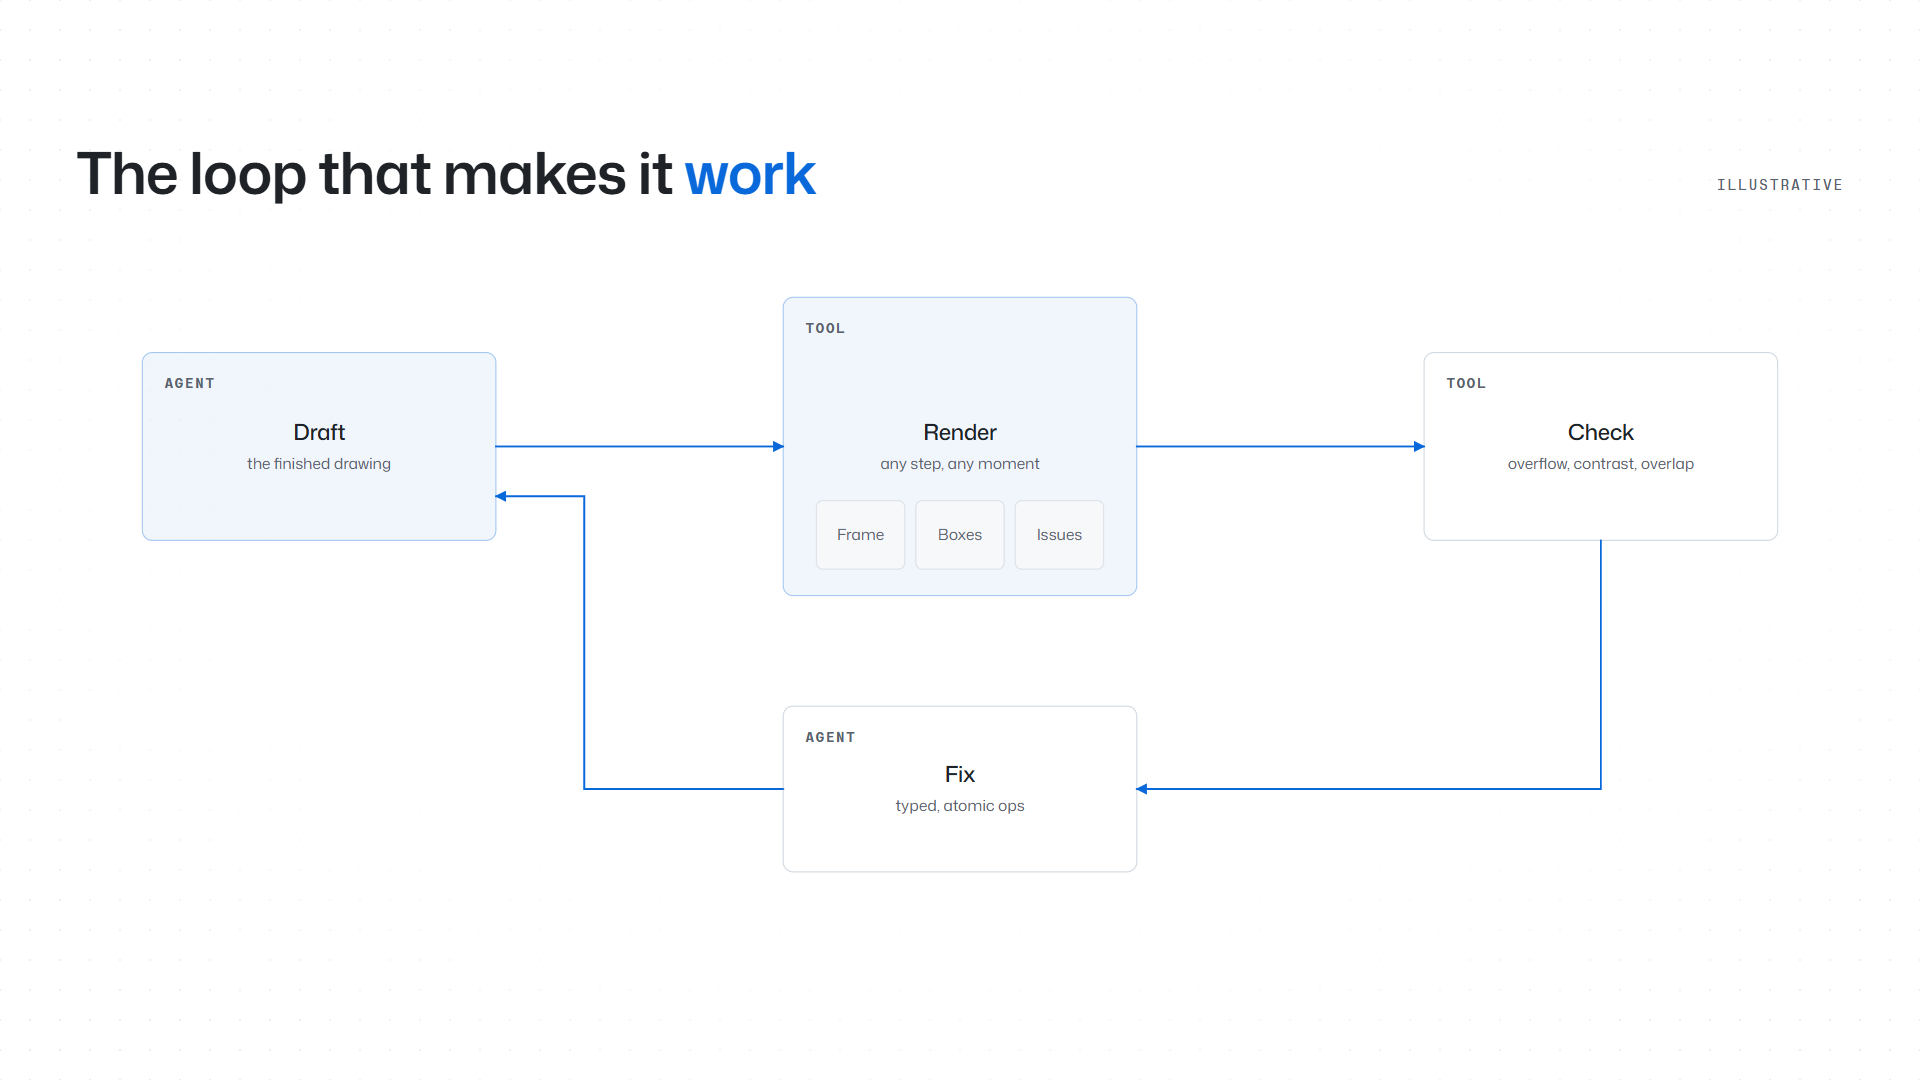 The loop that makes it work
ILLUSTRATIVE
AGENT
Draft
the finished drawing
TOOL
Render
any step, any moment
Frame
Boxes
Issues
TOOL
Check
overflow, contrast, overlap
AGENT
Fix
typed, atomic ops